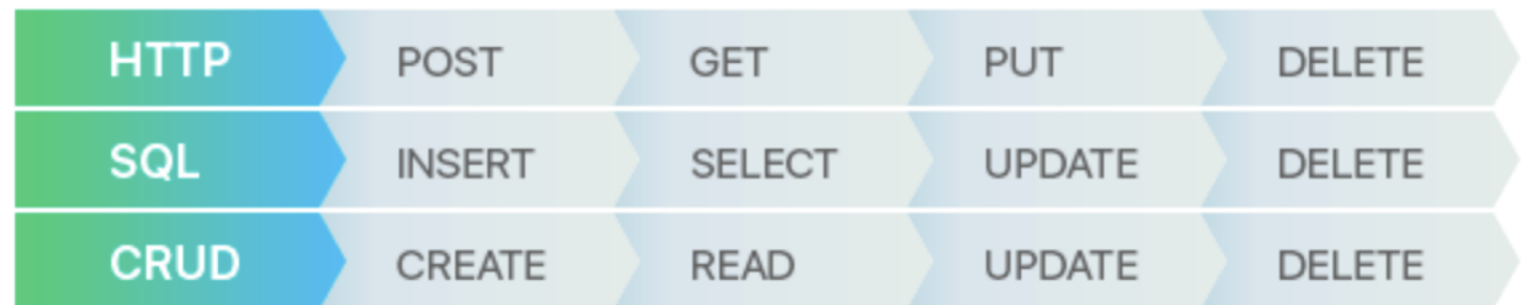 HTTP POST GET PUT DELETE
SQL INSERT SELECT UPDATE DELETE
CRUD CREATE READ UPDATE DELETE